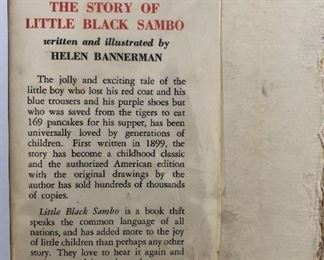 THE STORY OF
LITTLE BLACK SAMBO
written and illustrated by
HELEN BANNERMAN
The jolly and exciting tale of the
little boy who lost his red coat and his
blue trousers and his purple shoes but
who was saved from the tigers to eat
169 pancakes for his supper, has been
universally loved by generations of
children. First written in 1899, the
story has become a childhood classic
and the authorized American edition
with the original drawings by the
author has sold hundreds of thousands
of copies.
Little Black Sambo is a book that
speaks the common language of all
nations, and has added more to the joy
of little children than perhaps any other
story. They love to hear it again and